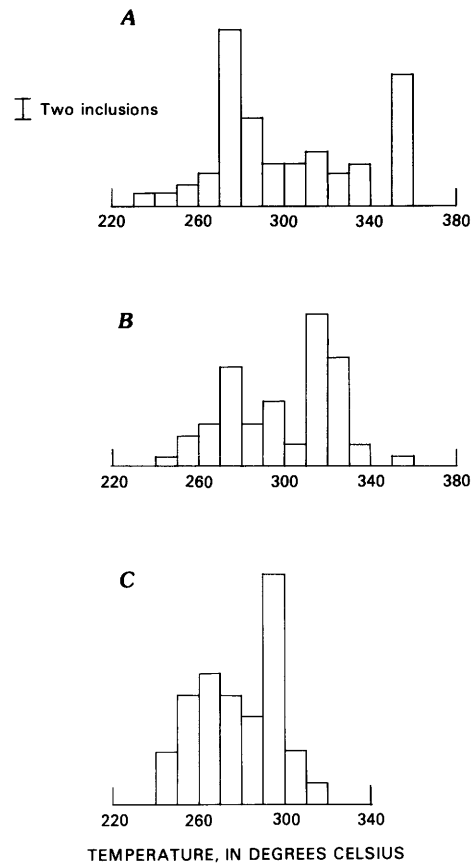 A
Two inclusions
220 260 300 340 380
B
220 260 300 340 380
C
220 260 300 340
TEMPERATURE, IN DEGREES CELSIUS